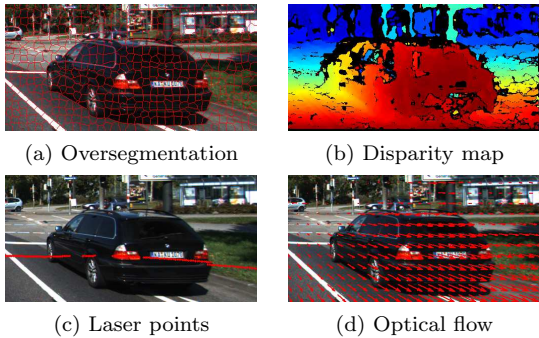 (a) Oversegmentation
(b) Disparity map
(c) Laser points
(d) Optical flow